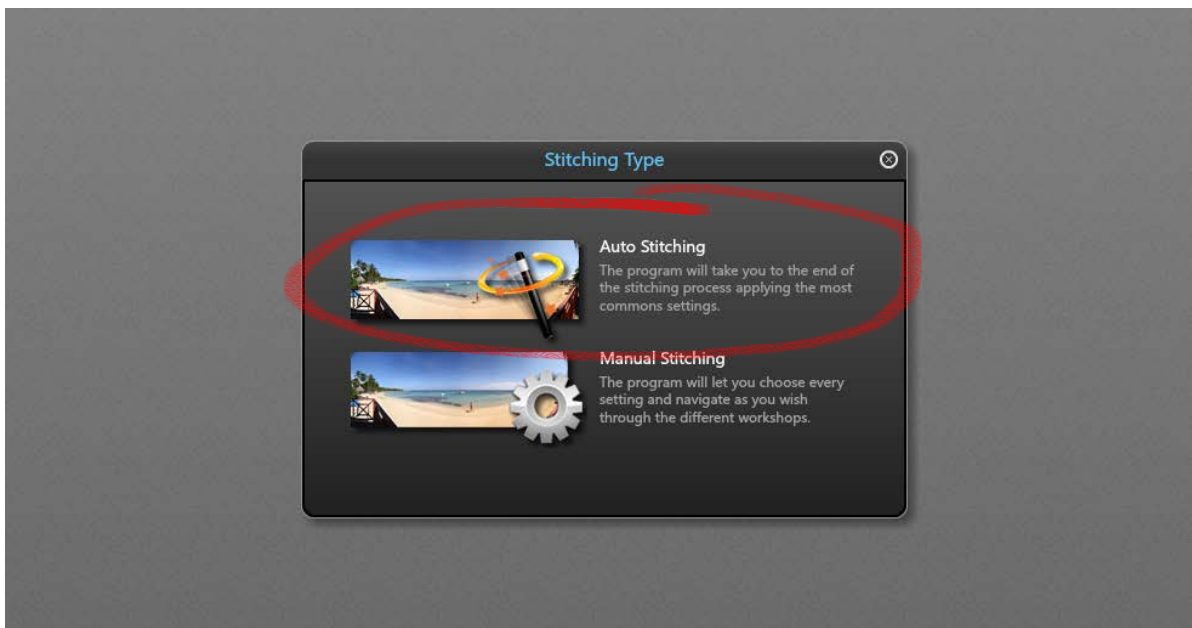 Stitching Type
Auto Stitching
The program will take you to the end of
the stitching process applying the most
commons settings.
Manual Stitching
The program will let you choose every
setting and navigate as you wish
through the different workshops.